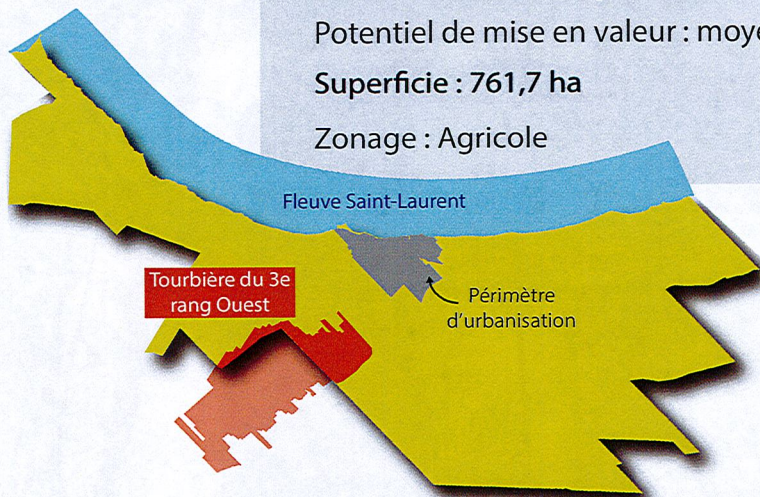 Potentiel de mise en valeur : moye
Superficie : 761,7 ha
Zonage : Agricole
Fleuve Saint-Laurent
Tourbière du 3e
rang Ouest
Périmètre
d'urbanisation